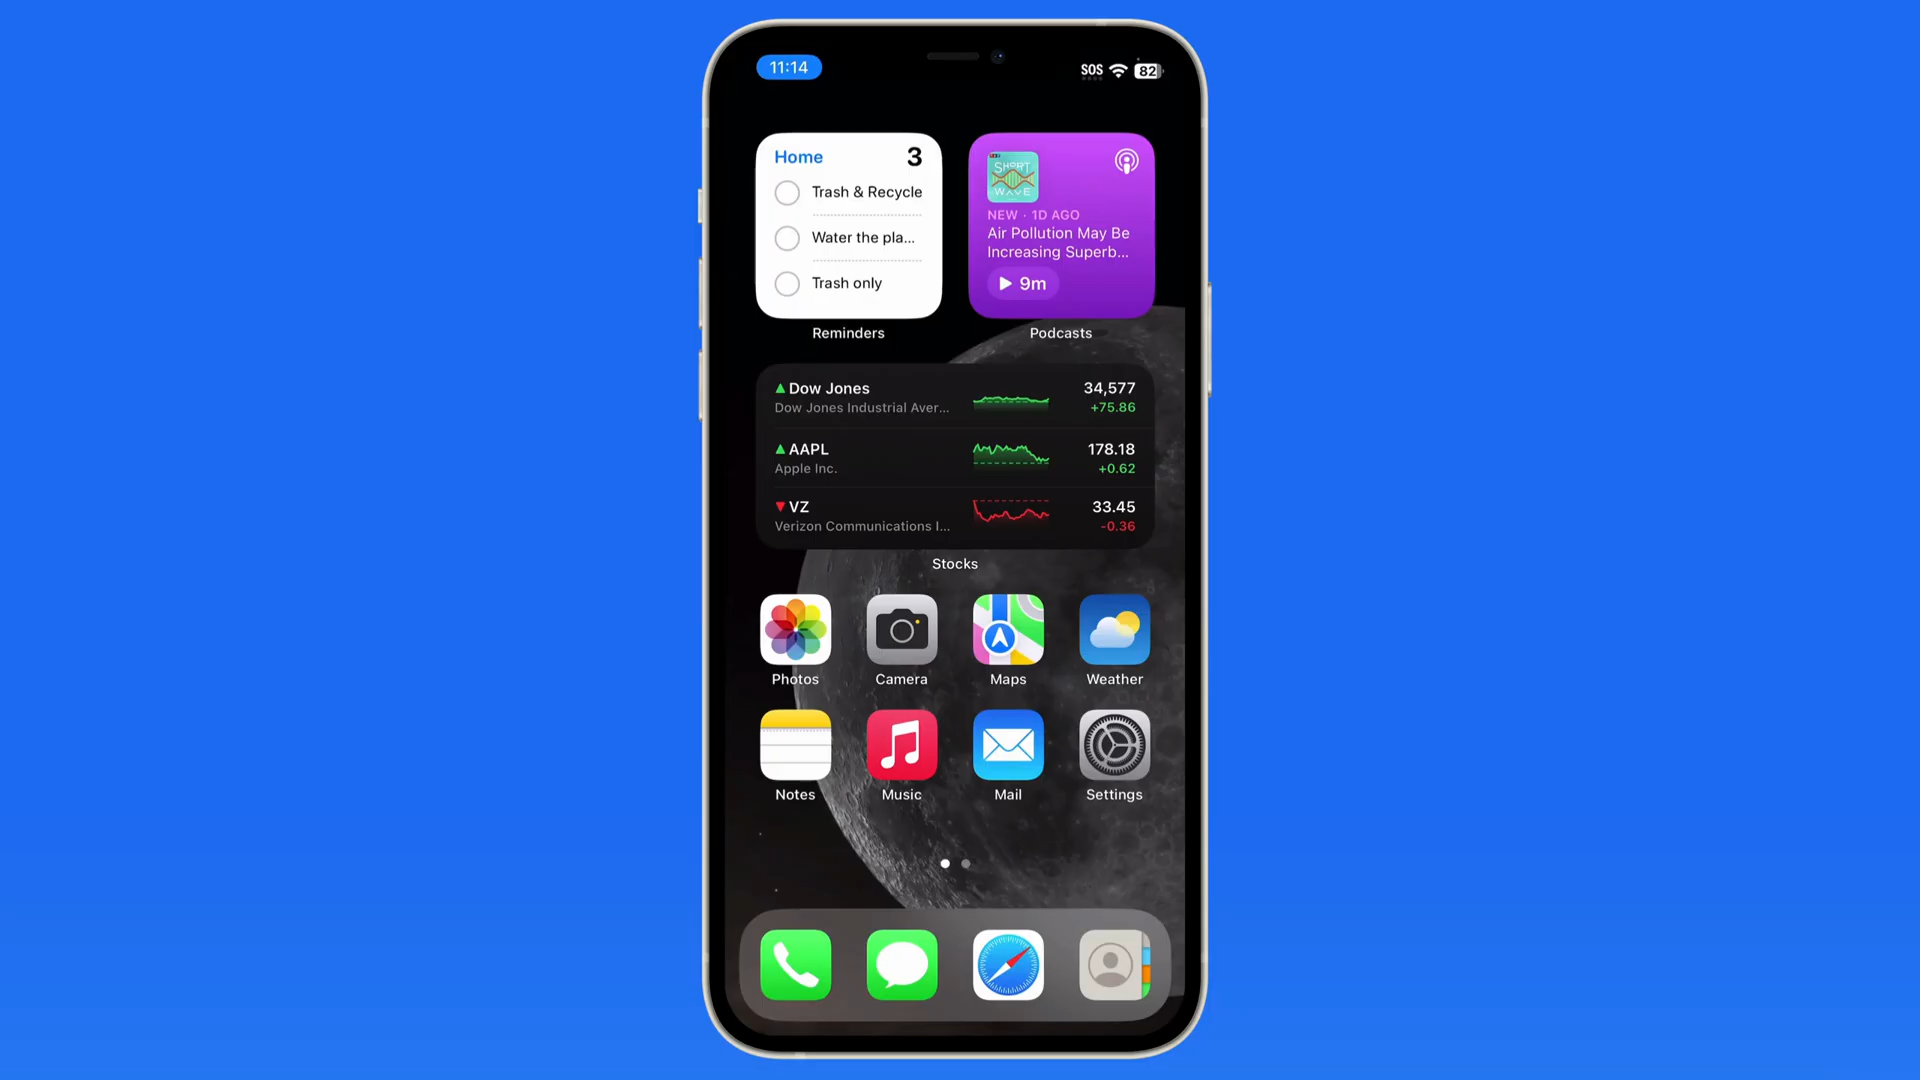 11:14
SOS
82
Home 3
Trash & Recycle
Water the pla...
Trash only
Reminders
SHORT
WAVE
NEW · 1D AGO
Air Pollution May Be
Increasing Superb...
9m
Podcasts
Dow Jones 34,577
Dow Jones Industrial Aver... +75.86
AAPL 178.18
Apple Inc. +0.62
VZ 33.45
Verizon Communications I... -0.36
Stocks
Photos Camera Maps Weather
Notes Music Mail Settings